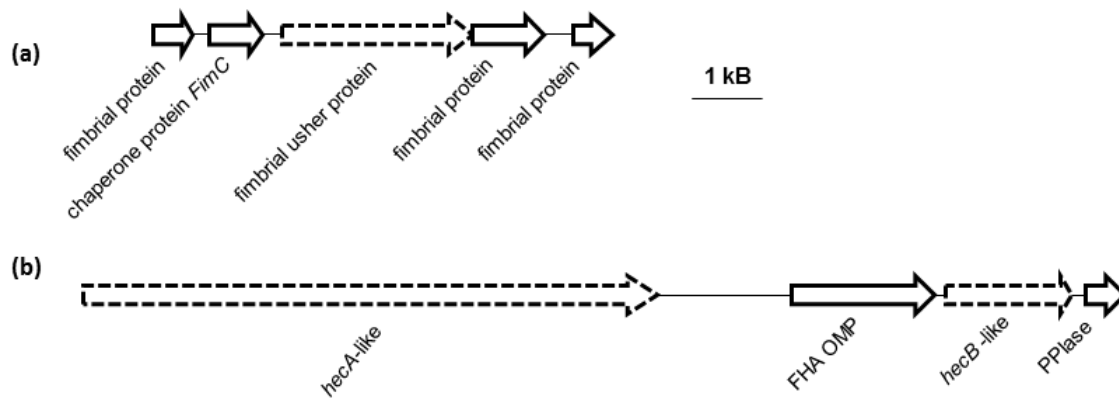 (a)
fimbrial protein
chaperone protein FimC
fimbrial usher protein
fimbrial protein
fimbrial protein
1 kB
(b)
hecA-like
FHA OMP
hecB -like
PPIase